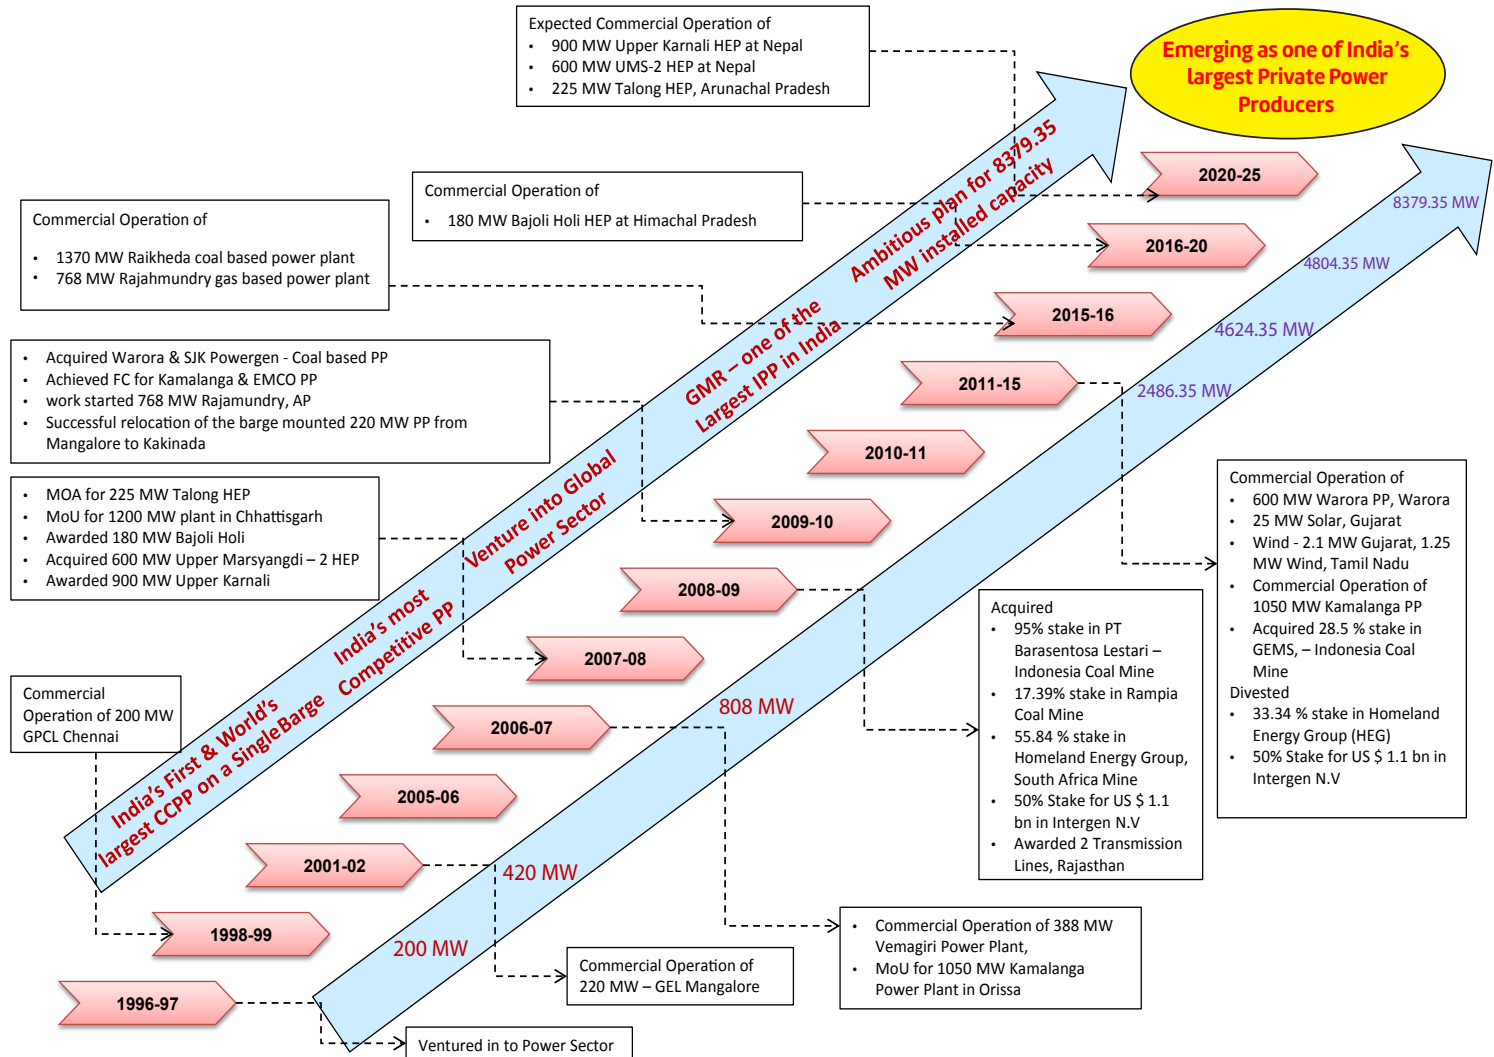 Expected Commercial Operation of
• 900 MW Upper Karnali HEP at Nepal
• 600 MW UMS-2 HEP at Nepal
• 225 MW Talong HEP, Arunachal Pradesh
Emerging as one of India's
largest Private Power
Producers
Commercial Operation of
• 180 MW Bajoli Holi HEP at Himachal Pradesh
Commercial Operation of
• 1370 MW Raikheda coal based power plant
• 768 MW Rajahmundry gas based power plant
• Acquired Warora & SJK Powergen - Coal based PP
• Achieved FC for Kamalanga & EMCO PP
• work started 768 MW Rajamundry, AP
• Successful relocation of the barge mounted 220 MW PP from
Mangalore to Kakinada
• MOA for 225 MW Talong HEP
• MoU for 1200 MW plant in Chhattisgarh
• Awarded 180 MW Bajoli Holi
• Acquired 600 MW Upper Marsyangdi – 2 HEP
• Awarded 900 MW Upper Karnali
Commercial
Operation of 200 MW
GPCL Chennai
India's First & World's
largest CCPP on a Single Barge
India's most
Competitive PP
Venture into Global
Power Sector
GMR – one of the
Largest IPP in India
Ambitious plan for 8379.35
MW installed capacity
2020-25
2016-20
2015-16
2011-15
2010-11
2009-10
2008-09
2007-08
2006-07
2005-06
2001-02
1998-99
1996-97
8379.35 MW
4804.35 MW
4624.35 MW
2486.35 MW
808 MW
420 MW
200 MW
Commercial Operation of
• 600 MW Warora PP, Warora
• 25 MW Solar, Gujarat
• Wind - 2.1 MW Gujarat, 1.25
MW Wind, Tamil Nadu
• Commercial Operation of
1050 MW Kamalanga PP
• Acquired 28.5 % stake in
GEMS, – Indonesia Coal
Mine
Divested
• 33.34 % stake in Homeland
Energy Group (HEG)
• 50% Stake for US $ 1.1 bn in
Intergen N.V
Acquired
• 95% stake in PT
Barasentosa Lestari –
Indonesia Coal Mine
• 17.39% stake in Rampia
Coal Mine
• 55.84 % stake in
Homeland Energy Group,
South Africa Mine
• 50% Stake for US $ 1.1
bn in Intergen N.V
• Awarded 2 Transmission
Lines, Rajasthan
• Commercial Operation of 388 MW
Vemagiri Power Plant,
• MoU for 1050 MW Kamalanga
Power Plant in Orissa
Commercial Operation of
220 MW – GEL Mangalore
Ventured in to Power Sector